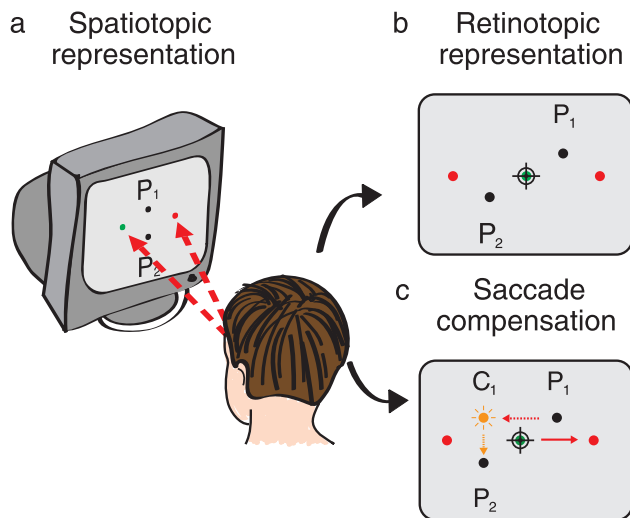 a Spatiotopic
representation
P₁
P₂
b Retinotopic
representation
P₁
P₂
c Saccade
compensation
C₁ P₁
P₂